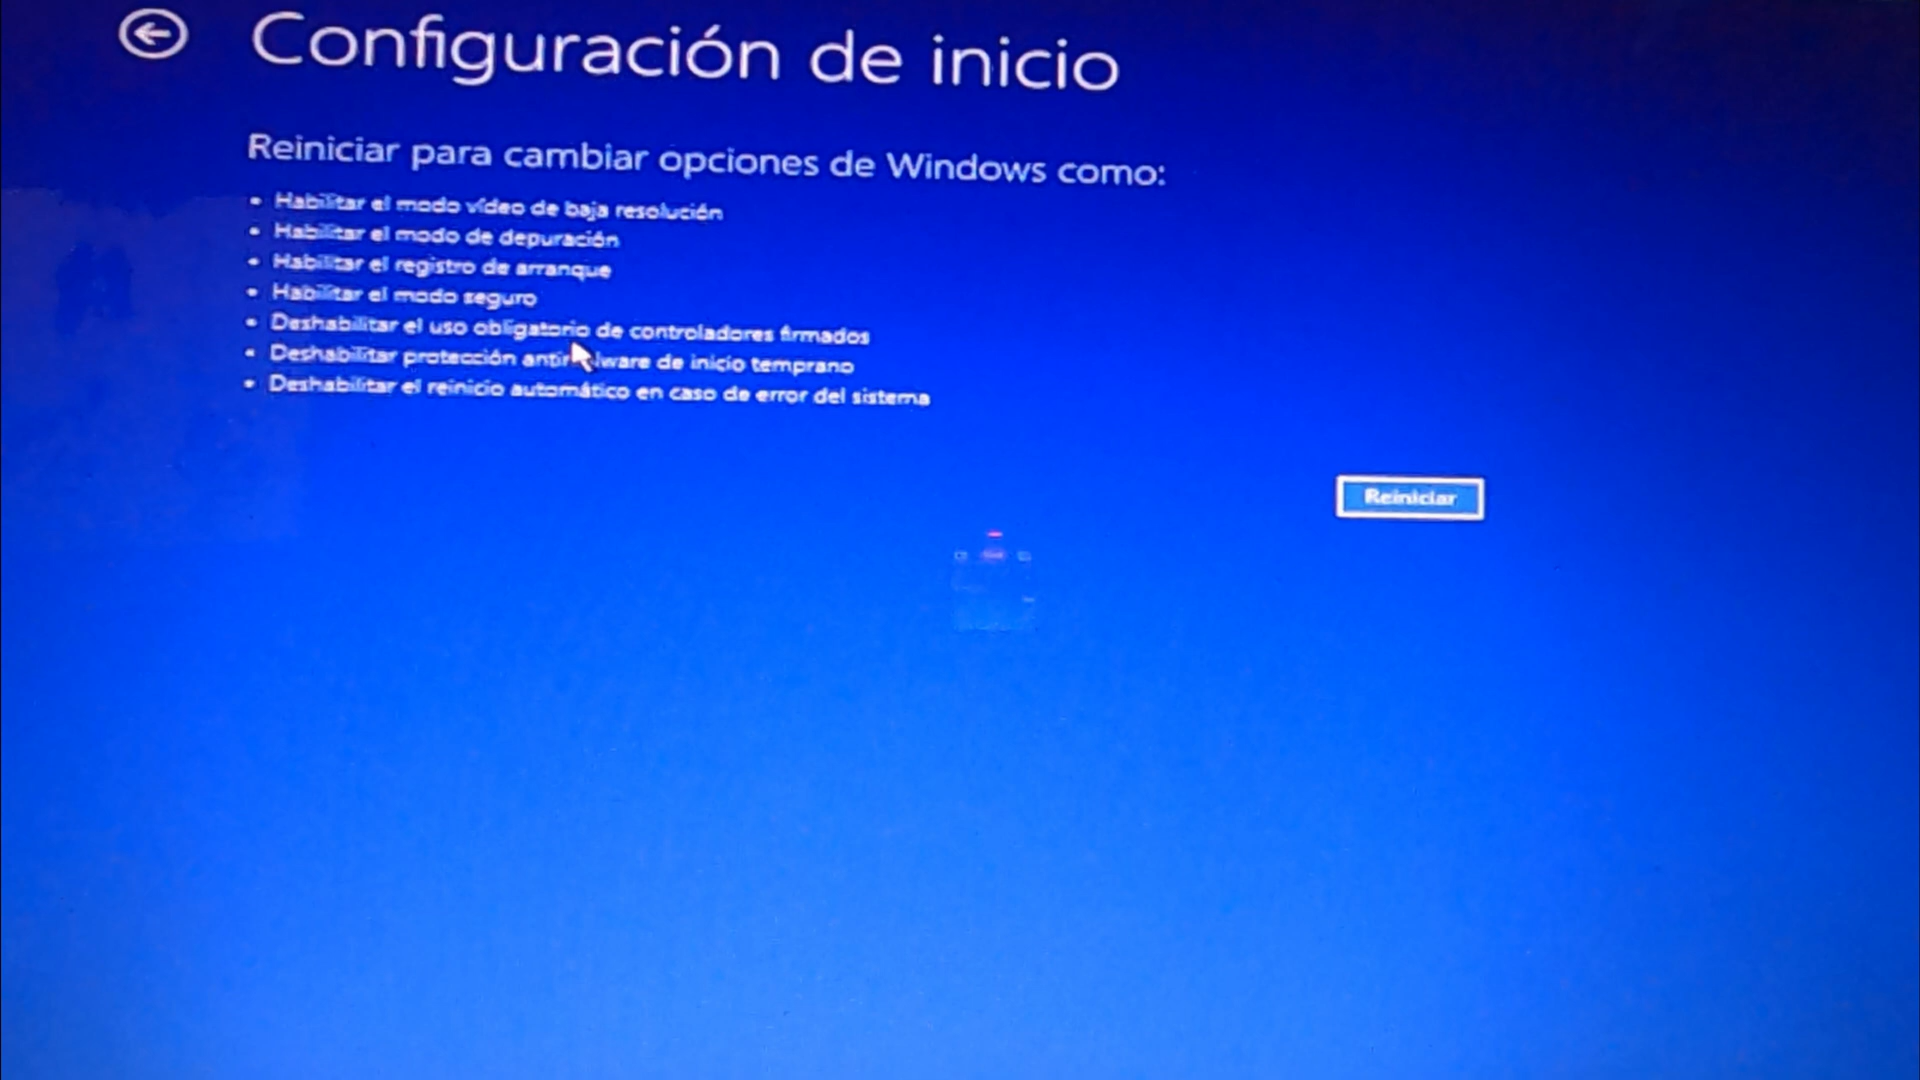 Configuración de inicio
Reiniciar para cambiar opciones de Windows como:
• Habilitar el modo vídeo de baja resolución
• Habilitar el modo de depuración
• Habilitar el registro de arranque
• Habilitar el modo seguro
• Deshabilitar el uso obligatorio de controladores firmados
• Deshabilitar protección antimalware de inicio temprano
• Deshabilitar el reinicio automático en caso de error del sistema
Reiniciar